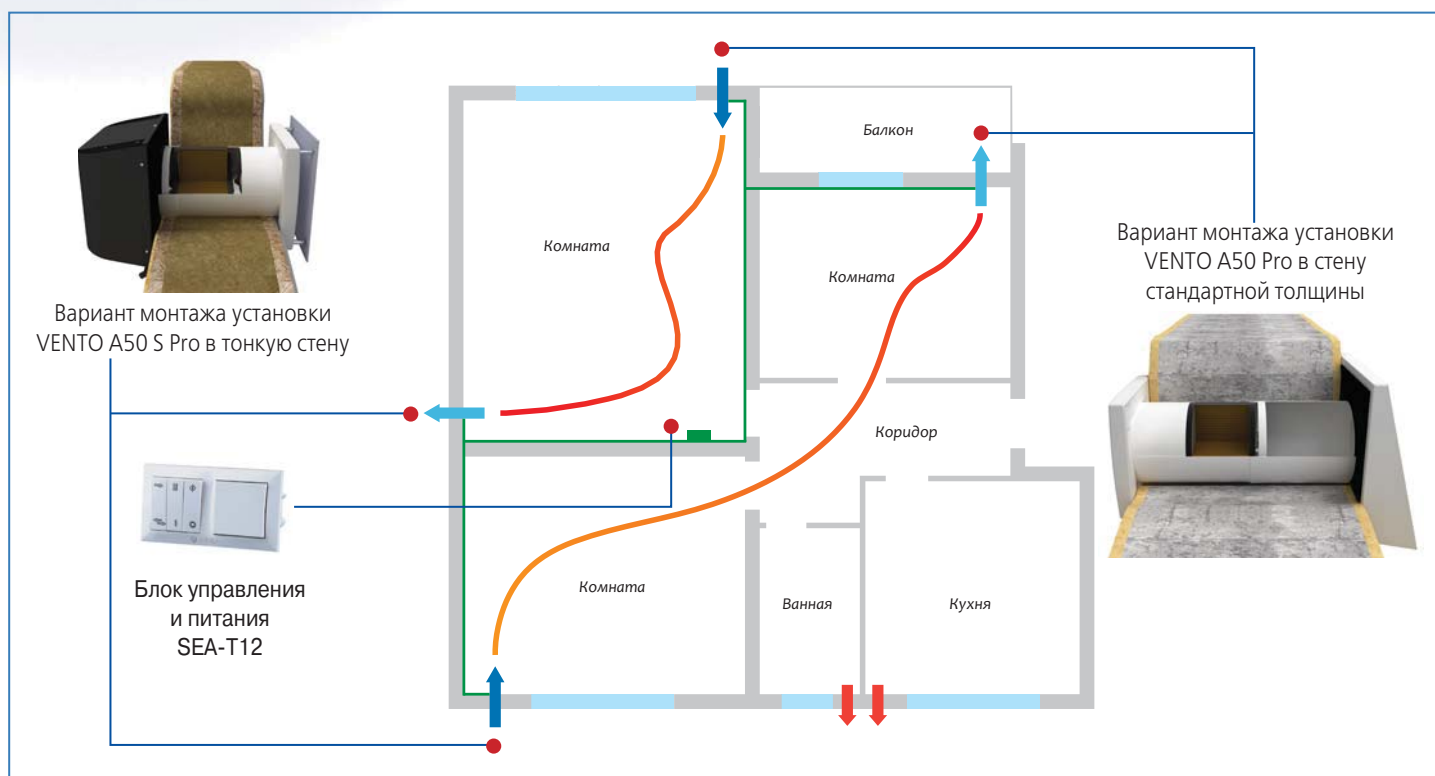 Балкон
Комната
Вариант монтажа установки
VENTO A50 Pro в стену
стандартной толщины
Комната
Вариант монтажа установки
VENTO A50 S Pro в тонкую стену
Коридор
Блок управления
и питания
SEA-T12
Комната
Ванная
Кухня